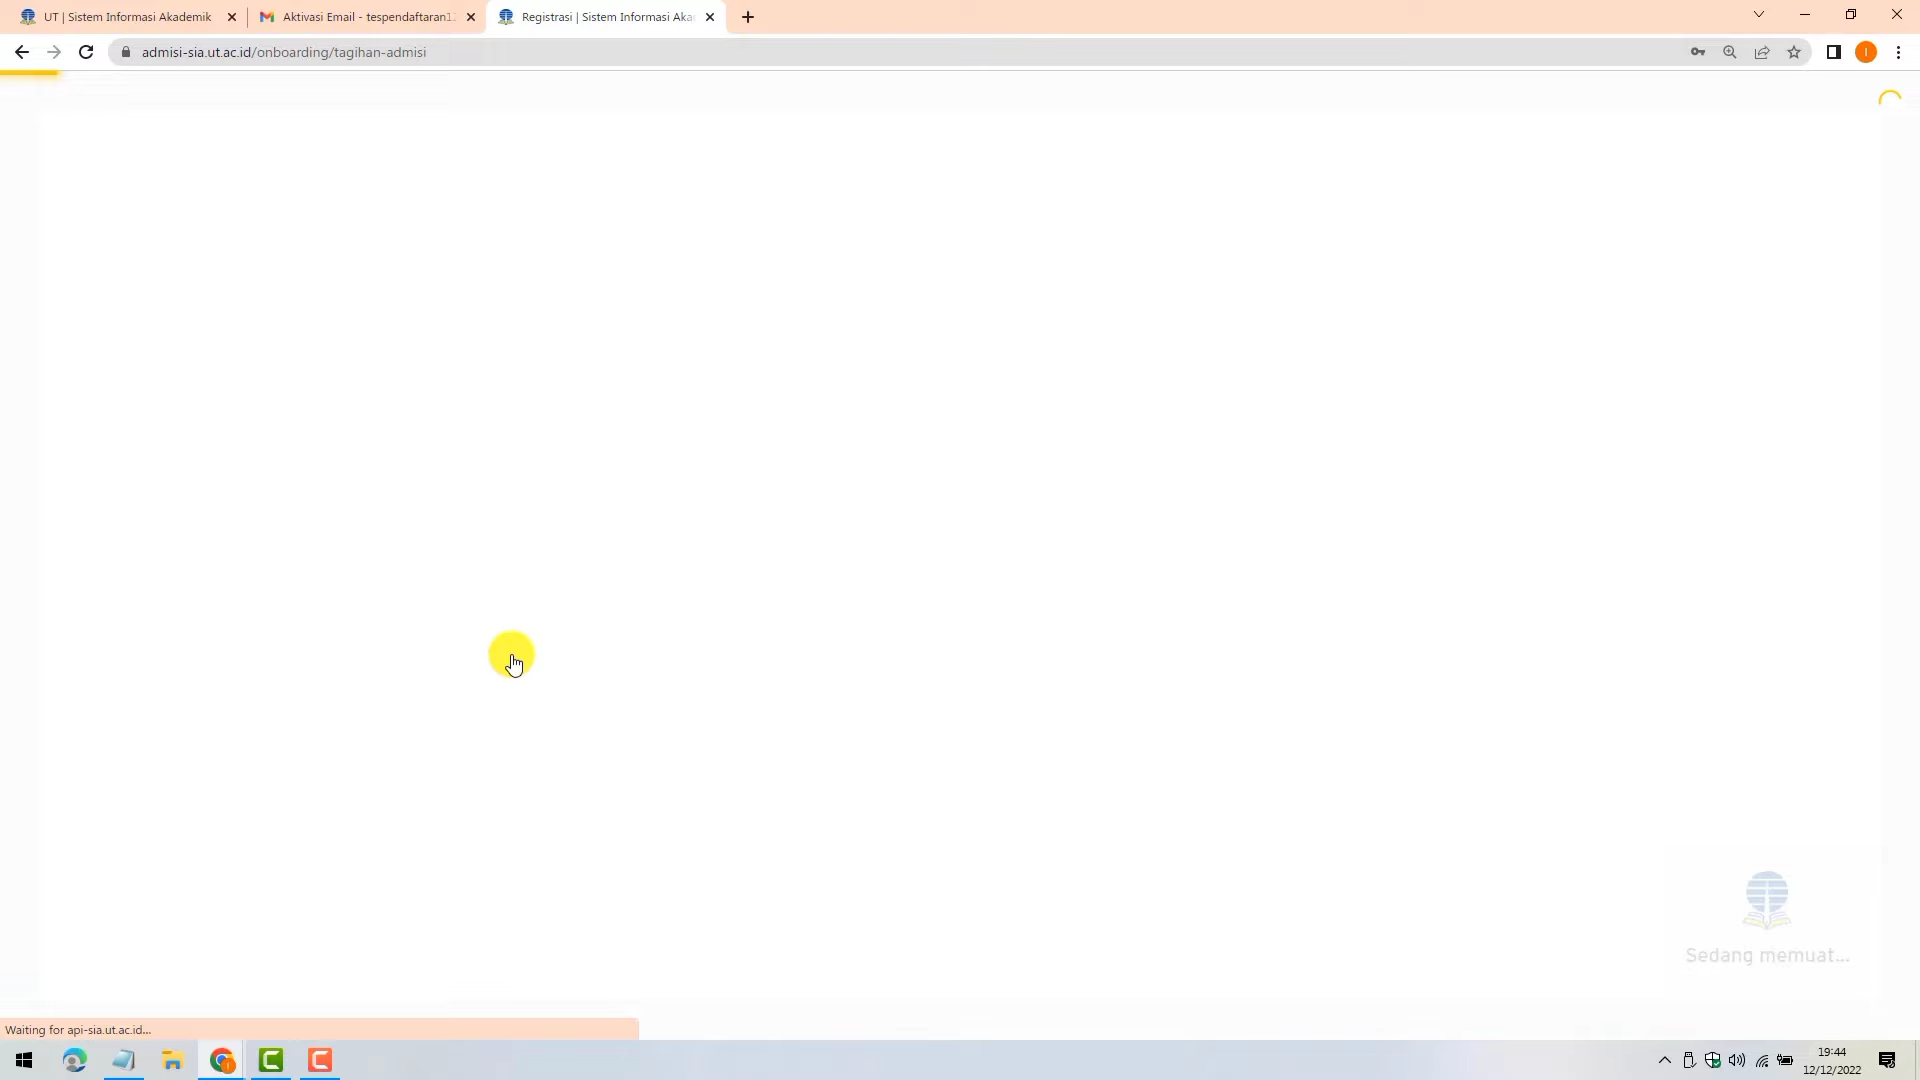 UT | Sistem Informasi Akademik
Aktivasi Email - tespendaftaran1
Registrasi | Sistem Informasi Aka
admisi-sia.ut.ac.id/onboarding/tagihan-admisi
I
Sedang memuat...
Waiting for api-sia.ut.ac.id...
19:44
12/12/2022